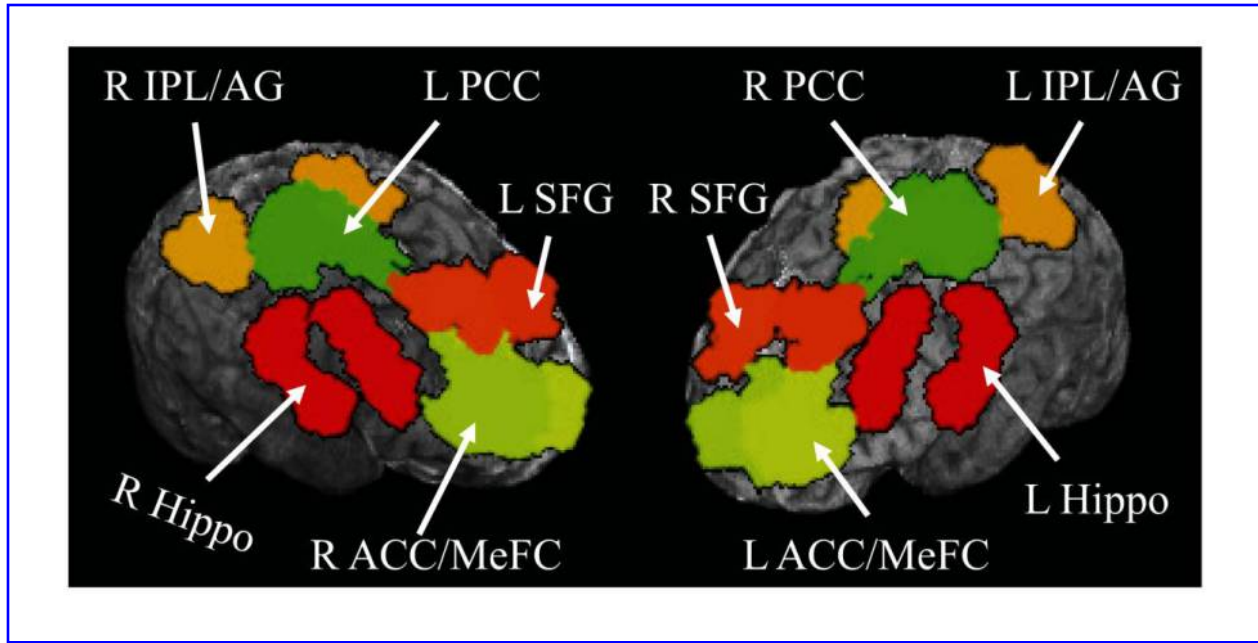 R IPL/AG
L PCC
R PCC
L IPL/AG
L SFG
R SFG
R Hippo
R ACC/MeFC
L ACC/MeFC
L Hippo